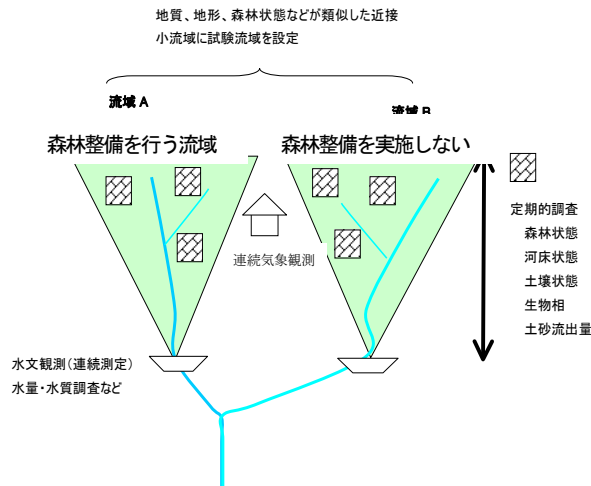 地質、地形、森林状態などが類似した近接
小流域に試験流域を設定
流域 A
流域 B
森林整備を行う流域
森林整備を実施しない
定期的調査
森林状態
河床状態
土壌状態
生物相
土砂流出量
連続気象観測
水文観測(連続測定)
水量・水質調査など